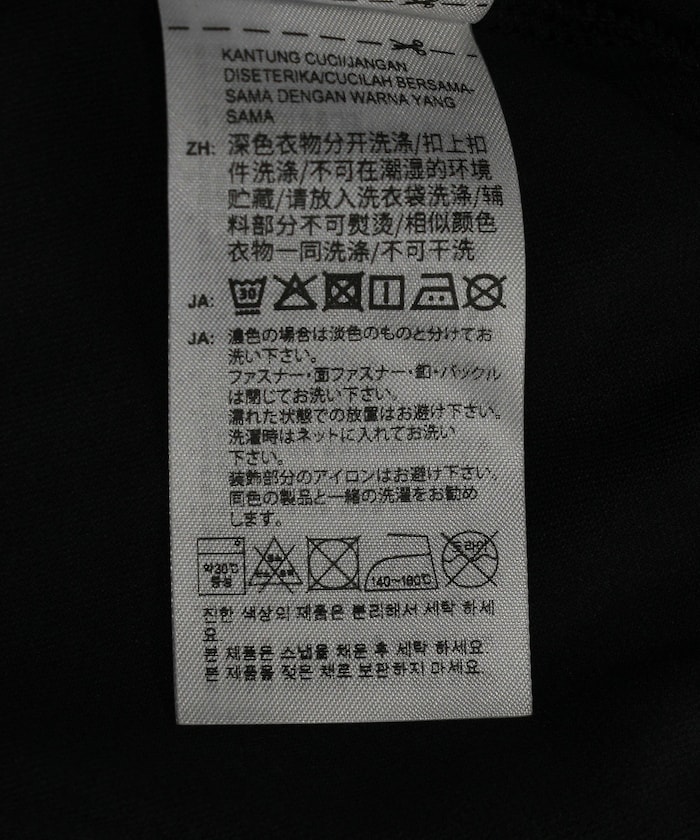 KANTUNG CUCI/JANGAN
DISETERIKA/CUCILAH BERSAMA-
SAMA DENGAN WARNA YANG
SAMA
ZH: 深色衣物分开洗涤/扣上扣
件洗涤/不可在潮湿的环境
贮藏/请放入洗衣袋洗涤/辅
料部分不可熨烫/相似颜色
衣物一同洗涤/不可干洗
JA: 30
JA: 濃色の場合は淡色のものと分けてお
洗い下さい。
ファスナー・面ファスナー・釦・バックル
は閉じてお洗い下さい。
濡れた状態での放置はお避け下さい。
洗濯時はネットに入れてお洗い
下さい。
装飾部分のアイロンはお避け下さい。
同色の製品と一緒の洗濯をお勧め
します。
약30℃ 140~160℃ 드라이
중성
진한 색상의 제품은 분리해서 세탁 하세
요
본 제품은 스냅을 채운 후 세탁 하세요
본 제품을 젖은 채로 보관하지 마세요.